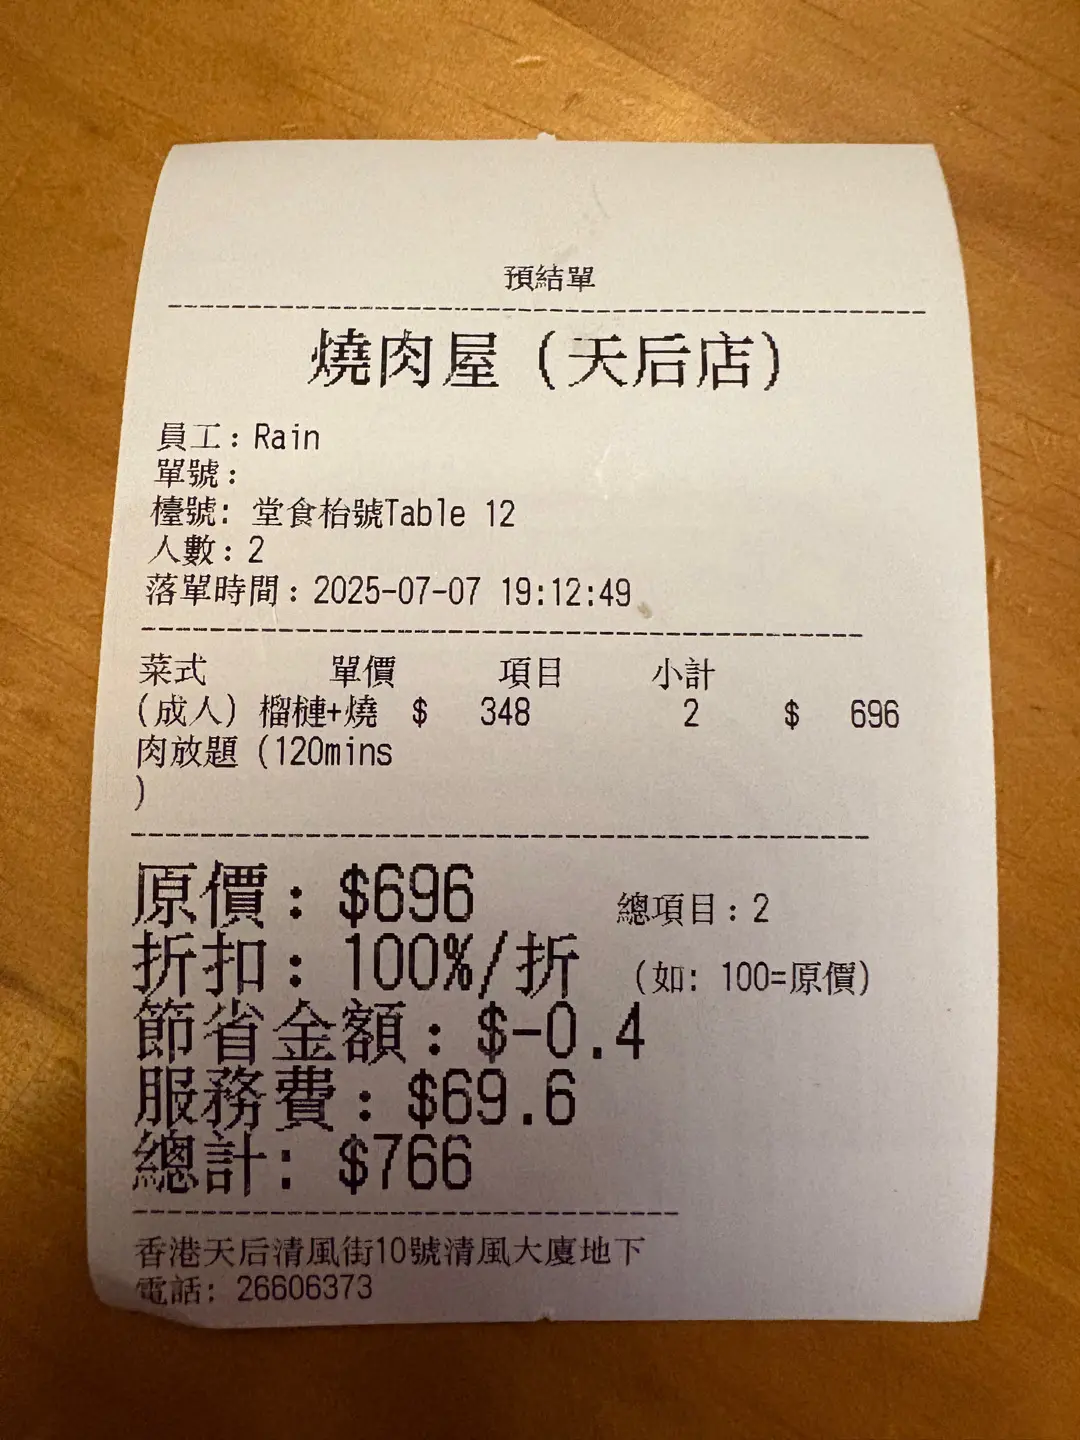 預結單
燒肉屋（天后店）
員工：Rain
單號：
檯號: 堂食枱號Table 12
人數：2
落單時間：2025-07-07 19:12:49
菜式 單價 項目 小計
(成人) 榴槤+燒 $ 348 2 $ 696
肉放題 (120mins
)
原價：$696 總項目：2
折扣：100%/折 (如: 100=原價)
節省金額：$-0.4
服務費：$69.6
總計: $766
香港天后清風街10號清風大廈地下
電話: 26606373